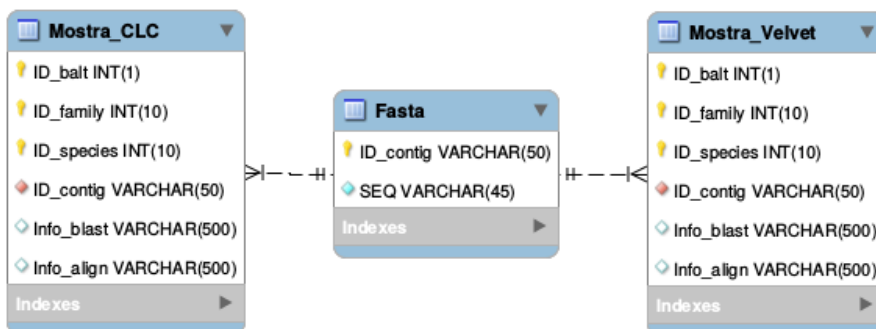 Mostra_CLC
ID_balt INT(1)
ID_family INT(10)
ID_species INT(10)
ID_contig VARCHAR(50)
Info_blast VARCHAR(500)
Info_align VARCHAR(500)
Indexes
Fasta
ID_contig VARCHAR(50)
SEQ VARCHAR(45)
Indexes
Mostra_Velvet
ID_balt INT(1)
ID_family INT(10)
ID_species INT(10)
ID_contig VARCHAR(50)
Info_blast VARCHAR(500)
Info_align VARCHAR(500)
Indexes